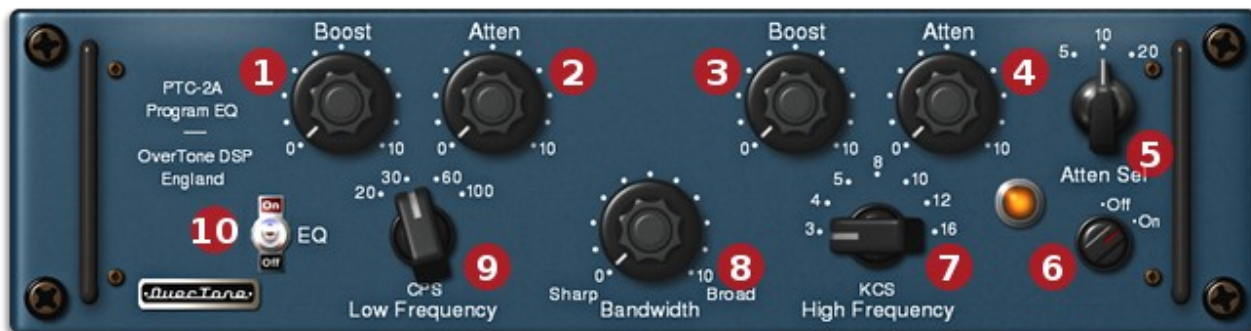 Boost
Atten
Boost
Atten
1
2
3
4
5 10 20
PTC-2A
Program EQ
OverTone DSP
England
0 10
0 10
0 10
0 10
5
Atten Sel
20 30 60 100
3 4 5 8 10 12 16
Off
On
On
10
EQ
Off
6
9
0 10
8
7
CPS
Low Frequency
Sharp
Bandwidth
Broad
KCS
High Frequency
OverTone